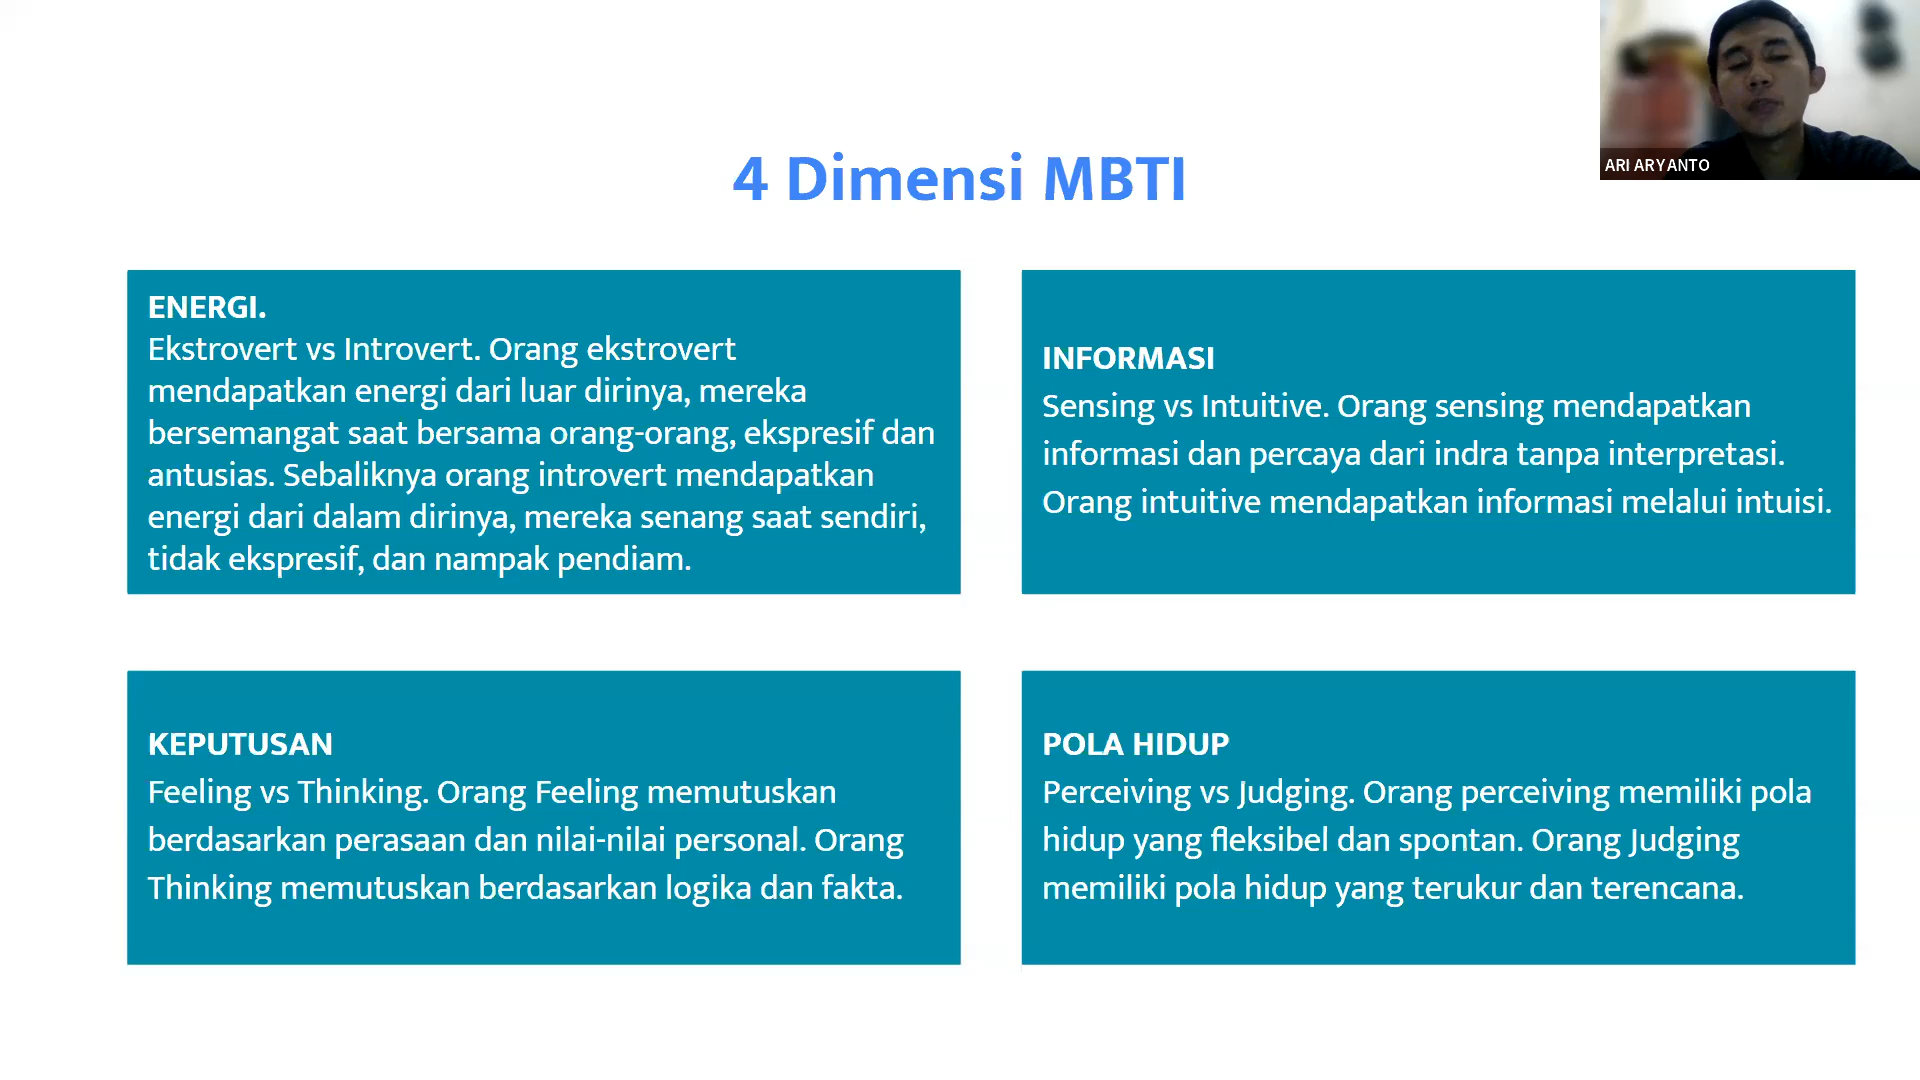 ARI ARYANTO
4 Dimensi MBTI
ENERGI.
Ekstrovert vs Introvert. Orang ekstrovert
mendapatkan energi dari luar dirinya, mereka
bersemangat saat bersama orang-orang, ekspresif dan
antusias. Sebaliknya orang introvert mendapatkan
energi dari dalam dirinya, mereka senang saat sendiri,
tidak ekspresif, dan nampak pendiam.
INFORMASI
Sensing vs Intuitive. Orang sensing mendapatkan
informasi dan percaya dari indra tanpa interpretasi.
Orang intuitive mendapatkan informasi melalui intuisi.
KEPUTUSAN
Feeling vs Thinking. Orang Feeling memutuskan
berdasarkan perasaan dan nilai-nilai personal. Orang
Thinking memutuskan berdasarkan logika dan fakta.
POLA HIDUP
Perceiving vs Judging. Orang perceiving memiliki pola
hidup yang fleksibel dan spontan. Orang Judging
memiliki pola hidup yang terukur dan terencana.